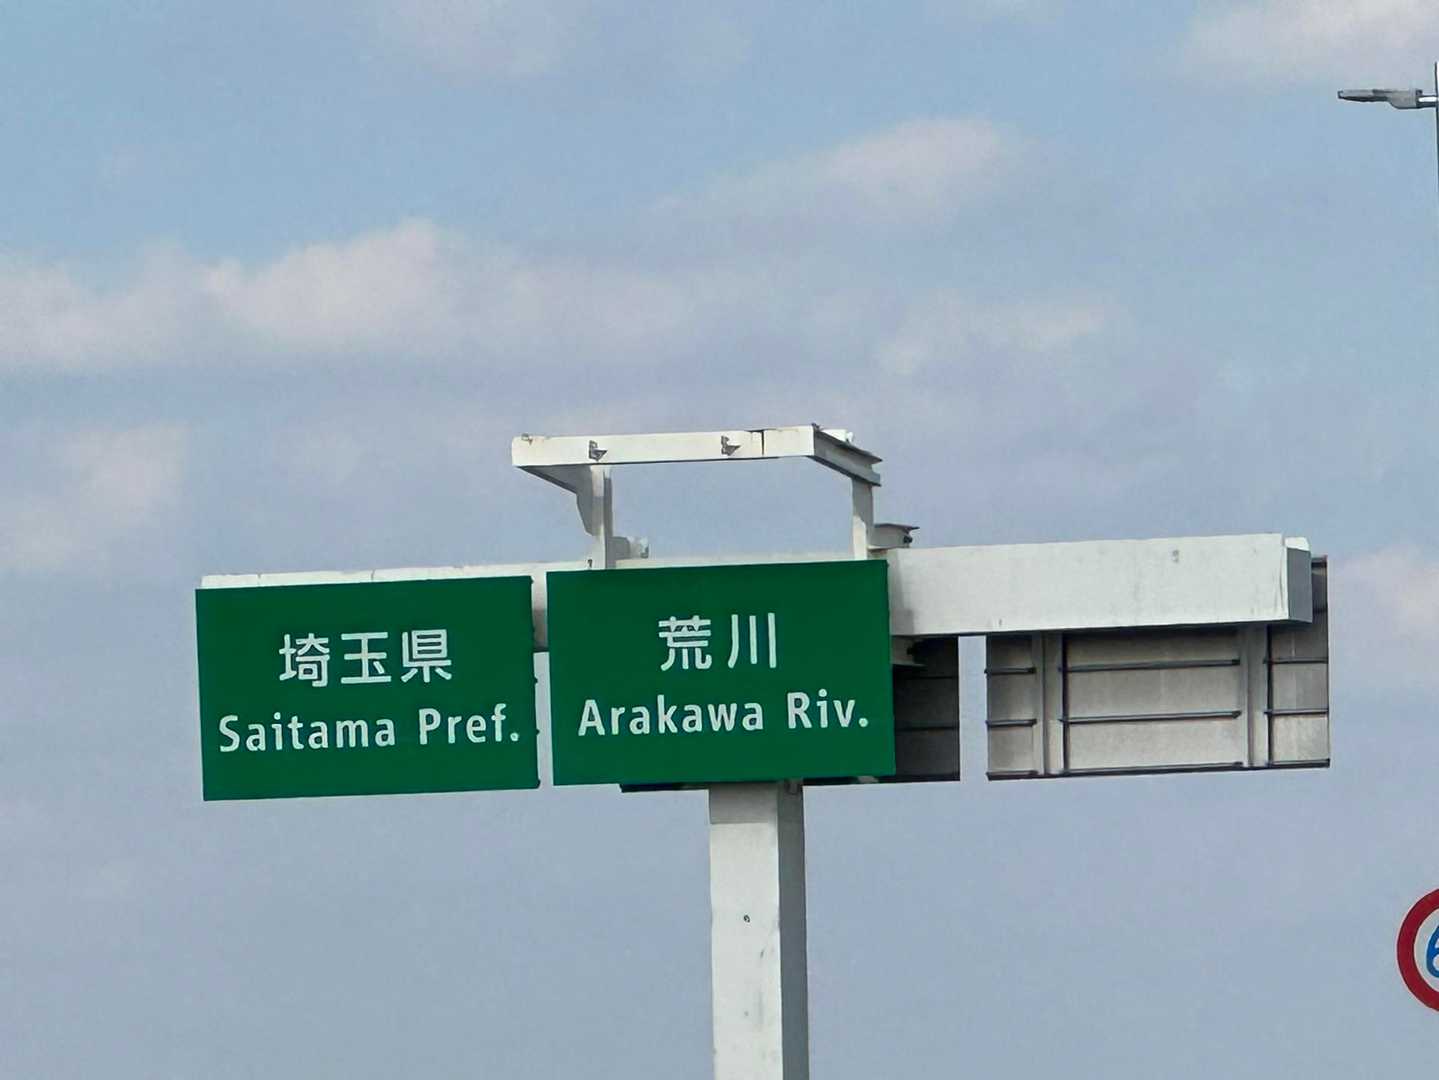 埼玉県
Saitama Pref.
荒川
Arakawa Riv.